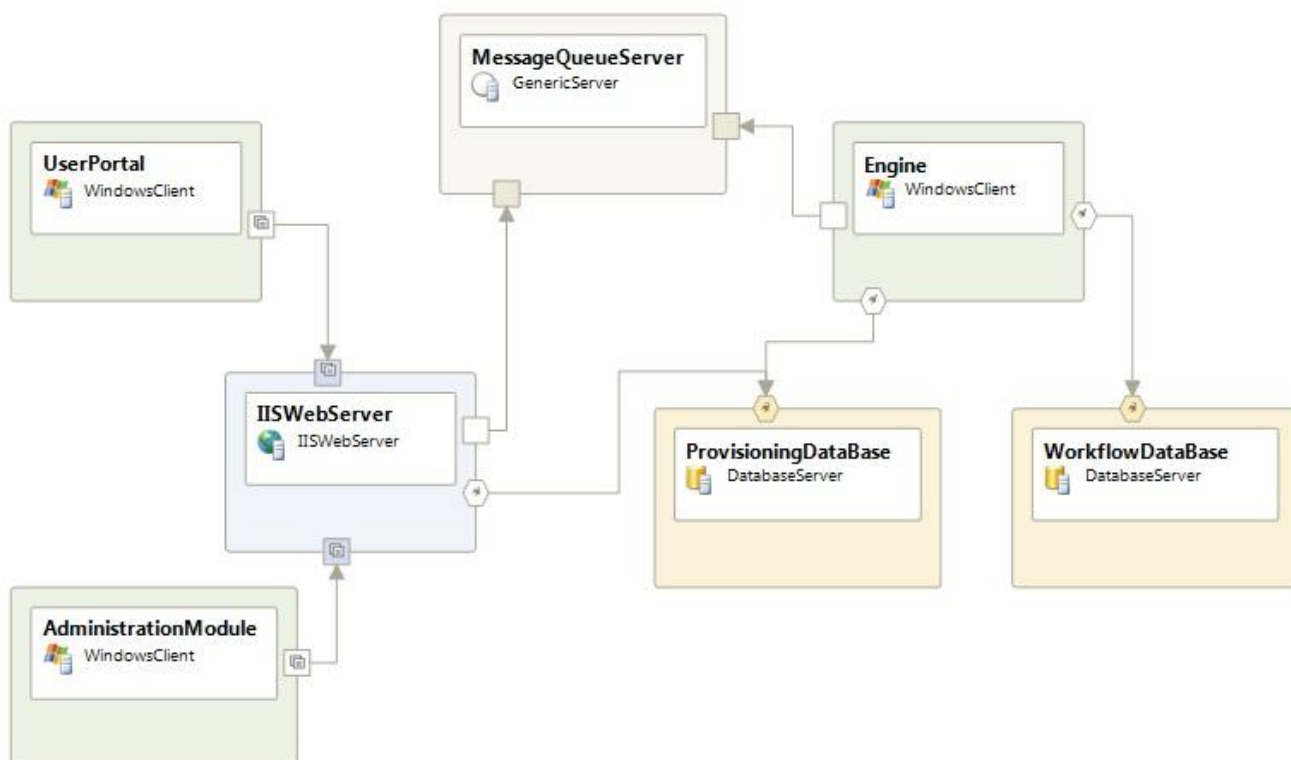 MessageQueueServer
GenericServer
UserPortal
WindowsClient
Engine
WindowsClient
IISWebServer
IISWebServer
ProvisioningDataBase
DatabaseServer
WorkflowDataBase
DatabaseServer
AdministrationModule
WindowsClient